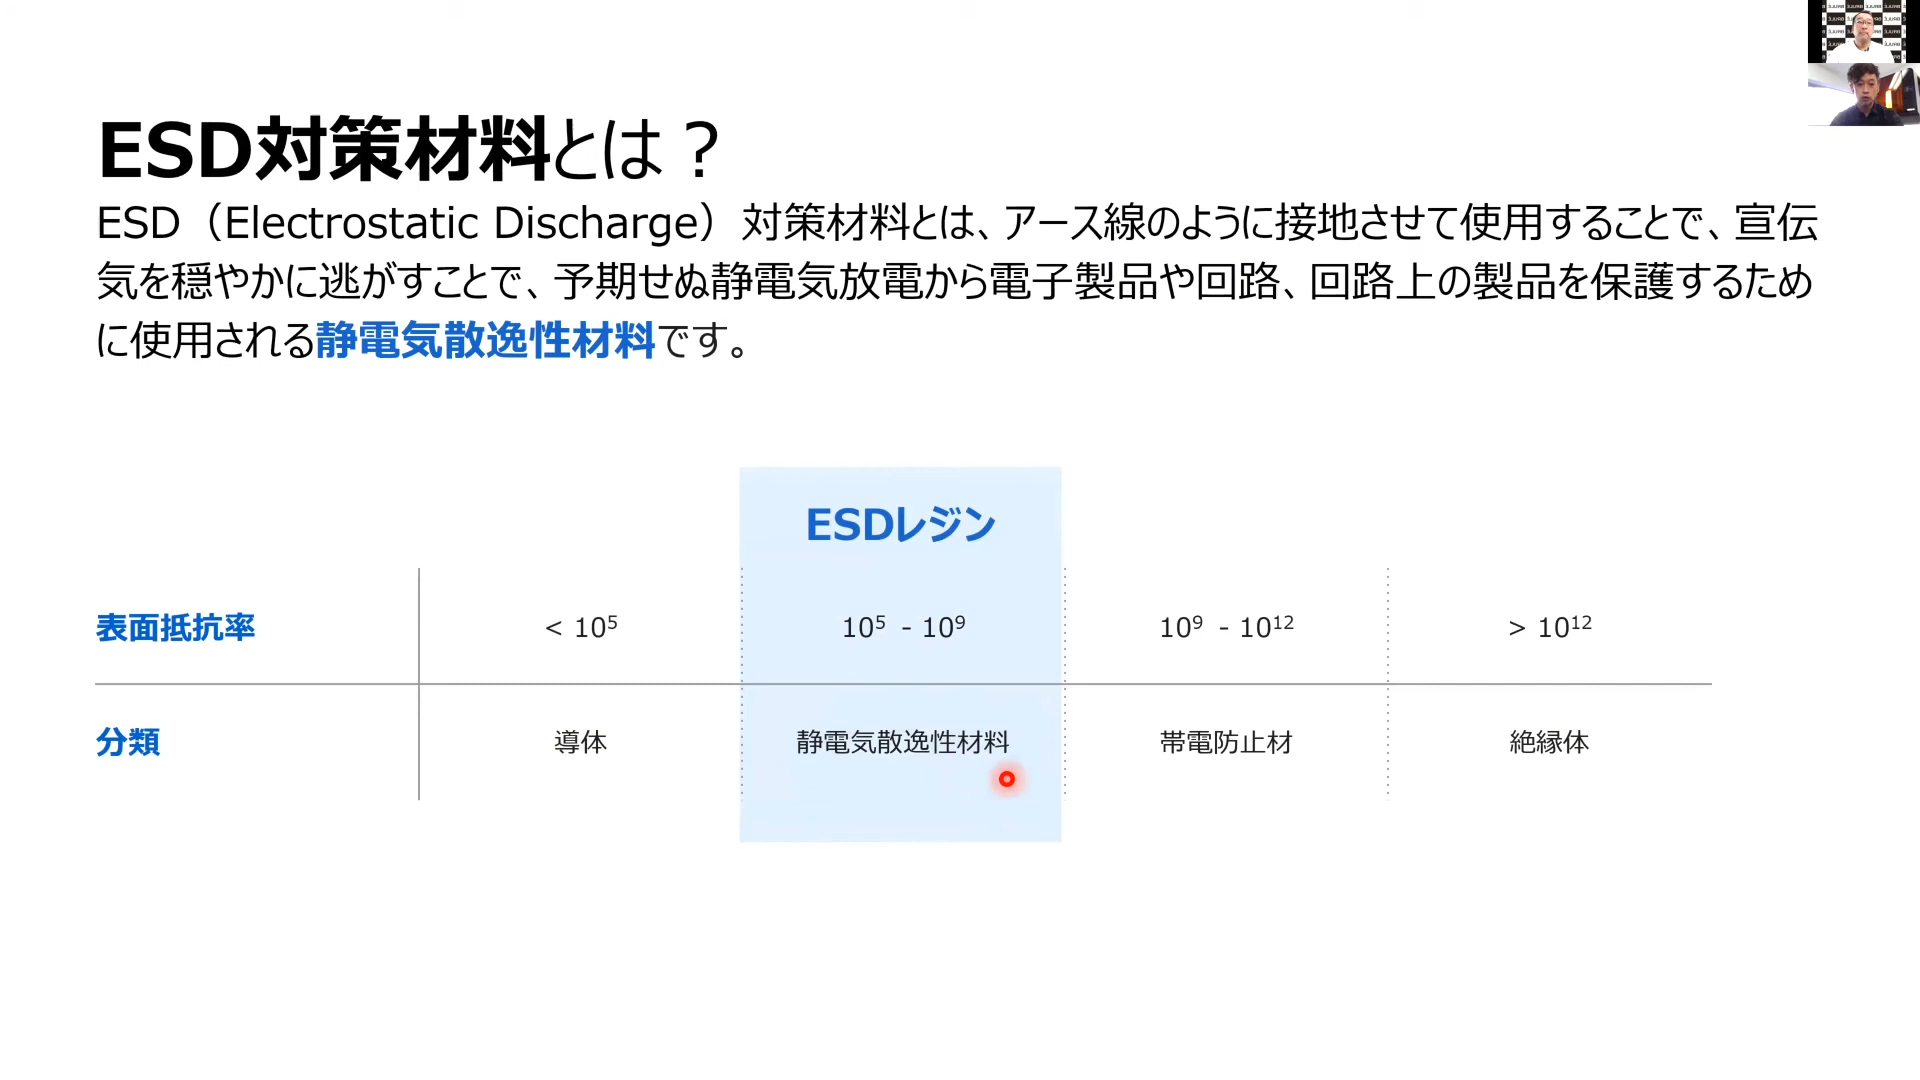 ESD対策材料とは？
ESD（Electrostatic Discharge）対策材料とは、アース線のように接地させて使用することで、宣伝
気を穏やかに逃がすことで、予期せぬ静電気放電から電子製品や回路、回路上の製品を保護するため
に使用される静電気散逸性材料です。
ESDレジン
表面抵抗率 < 10⁵ 10⁵ - 10⁹ 10⁹ - 10¹² > 10¹²
分類 導体 静電気散逸性材料 帯電防止材 絶縁体